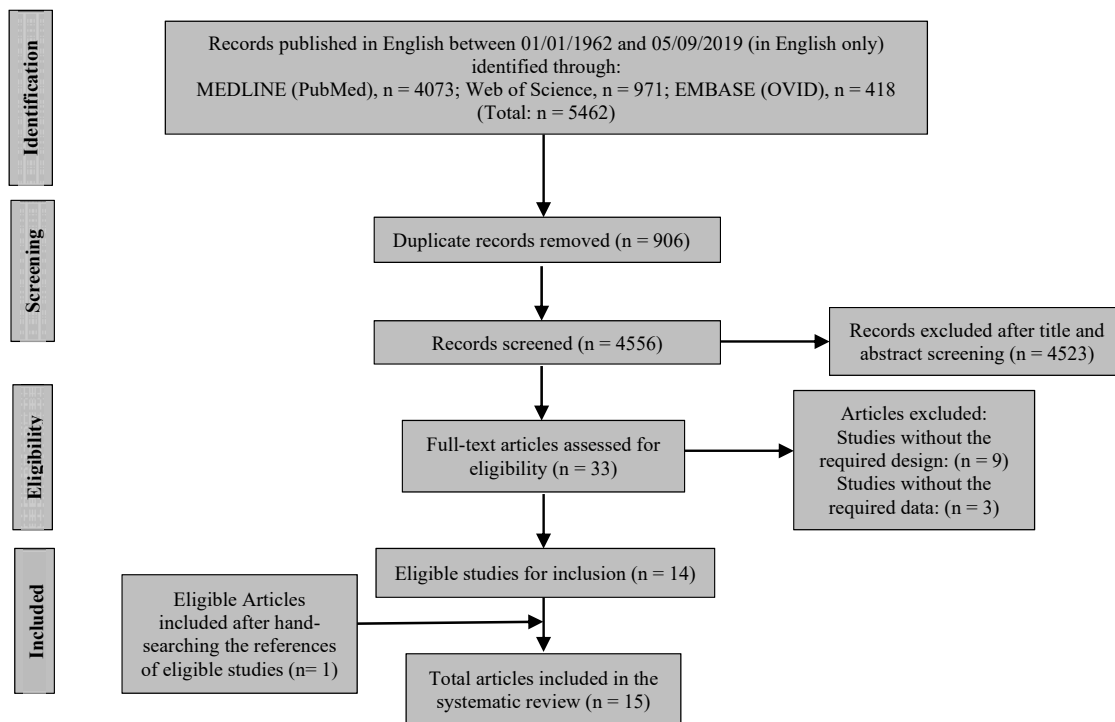 Identification
Records published in English between 01/01/1962 and 05/09/2019 (in English only)
identified through:
MEDLINE (PubMed), n = 4073; Web of Science, n = 971; EMBASE (OVID), n = 418
(Total: n = 5462)
Screening
Duplicate records removed (n = 906)
Records screened (n = 4556)
Records excluded after title and
abstract screening (n = 4523)
Eligibility
Full-text articles assessed for
eligibility (n = 33)
Articles excluded:
Studies without the
required design: (n = 9)
Studies without the
required data: (n = 3)
Included
Eligible studies for inclusion (n = 14)
Eligible Articles
included after hand-
searching the references
of eligible studies (n= 1)
Total articles included in the
systematic review (n = 15)